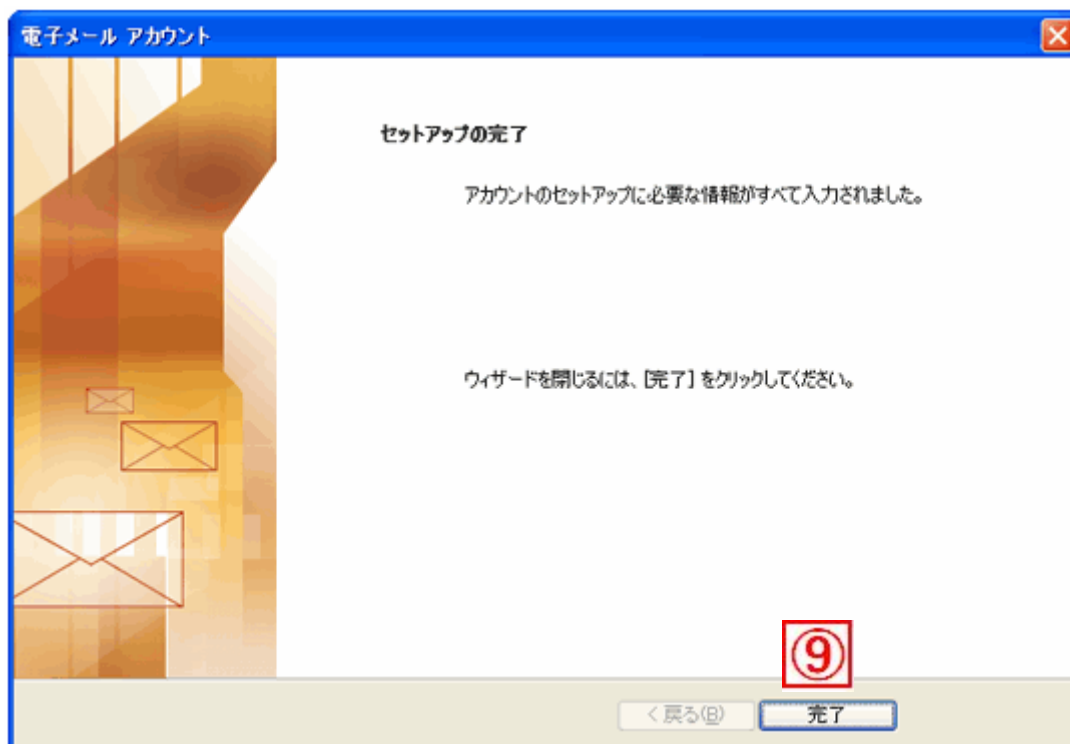 電子メール アカウント
セットアップの完了
アカウントのセットアップに必要な情報がすべて入力されました。
ウィザードを閉じるには、[完了] をクリックしてください。
⑨
< 戻る(B)
完了